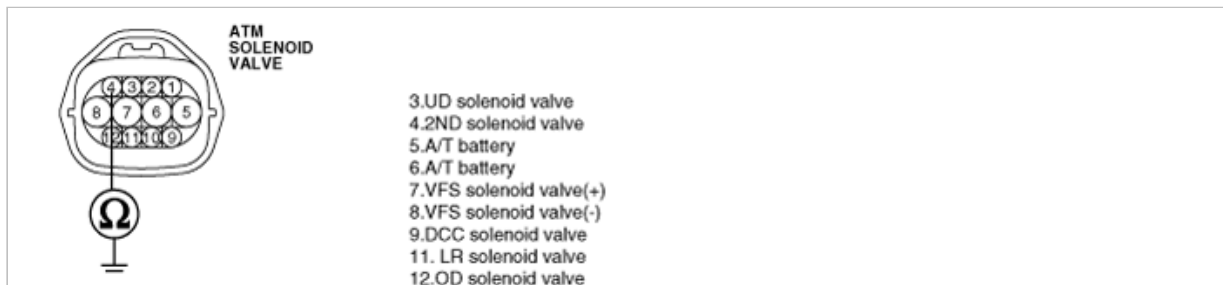 ATM
SOLENOID
VALVE
4 3 2 1
8 7 6 5
12 11 10 9
Ω
3.UD solenoid valve
4.2ND solenoid valve
5.A/T battery
6.A/T battery
7.VFS solenoid valve(+)
8.VFS solenoid valve(-)
9.DCC solenoid valve
11. LR solenoid valve
12.OD solenoid valve